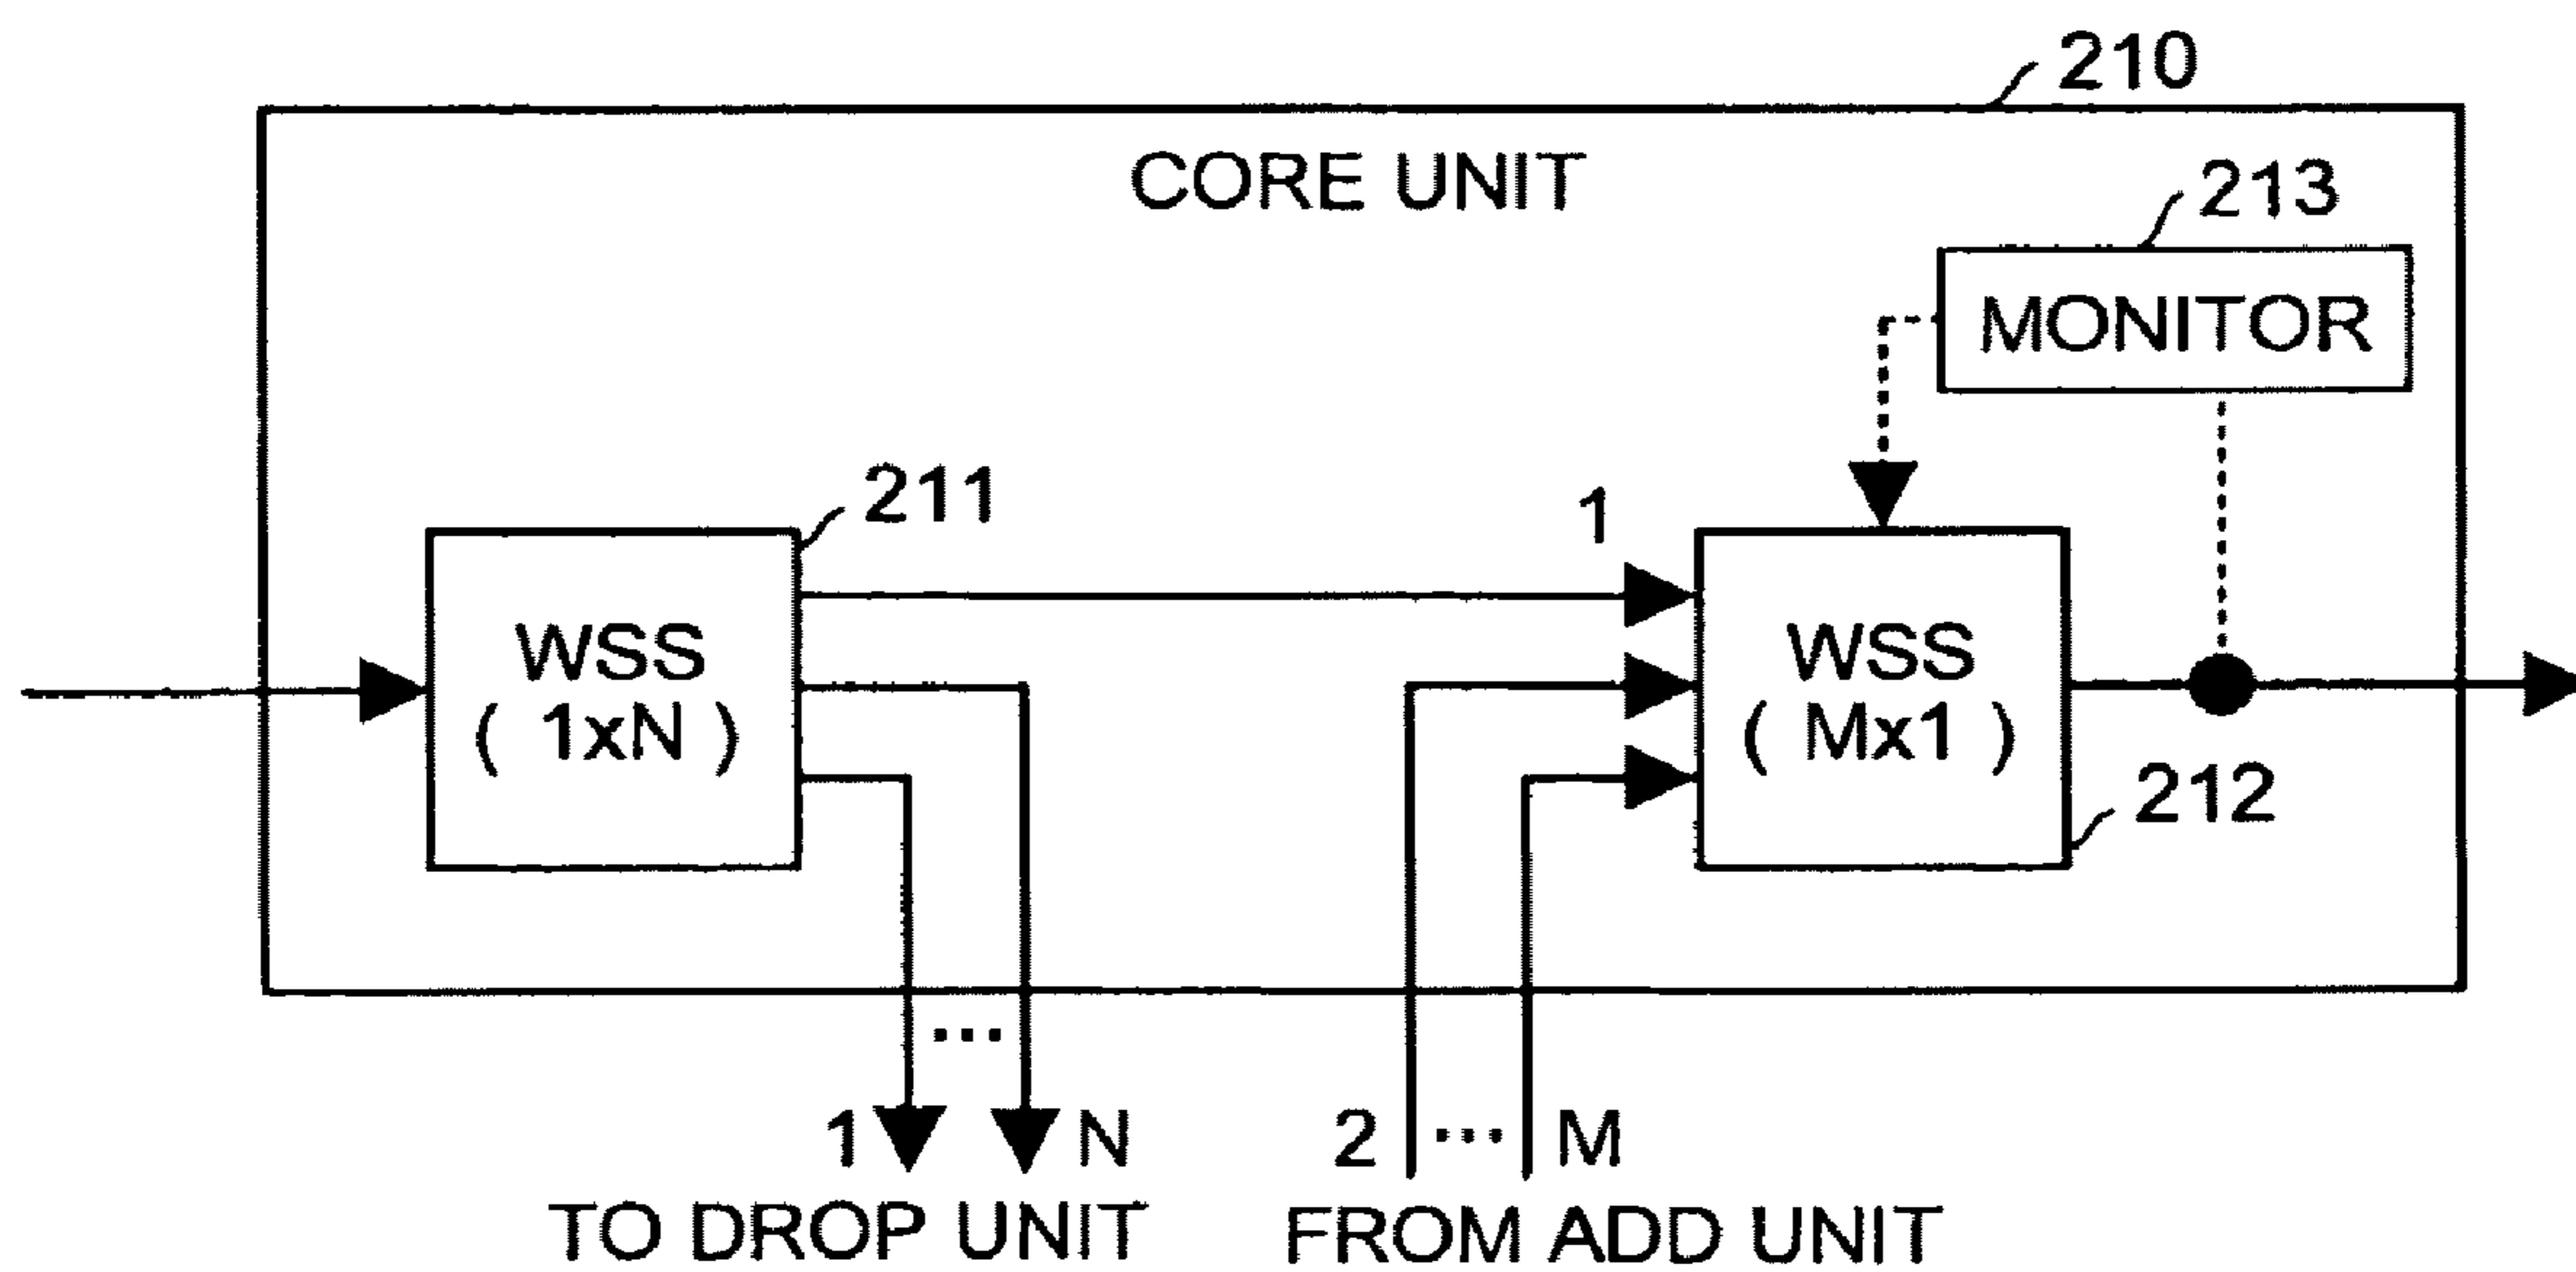 210
CORE UNIT
213
MONITOR
211
1
WSS
( 1xN )
WSS
( Mx1 )
212
...
1 N
2 ... M
TO DROP UNIT
FROM ADD UNIT